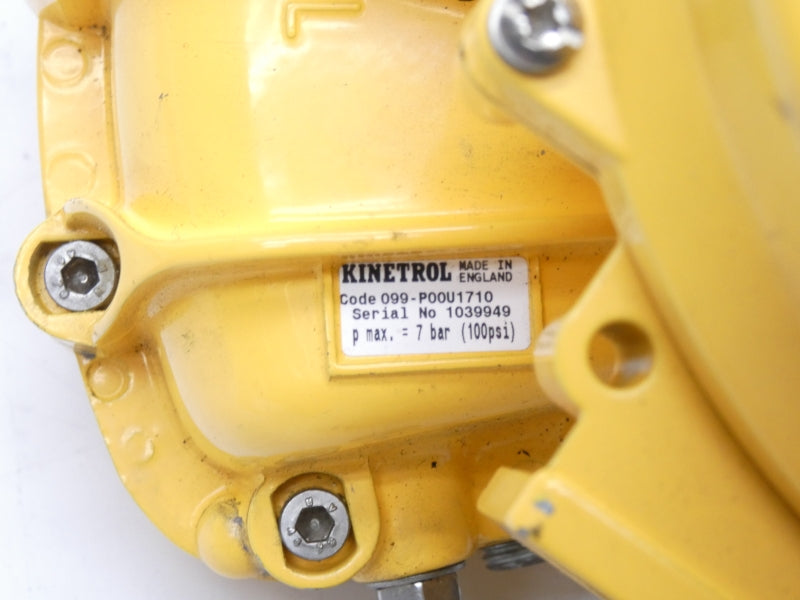 KINETROL MADE IN
ENGLAND
Code 099-P00U1710
Serial No 1039949
p max. = 7 bar (100psi)